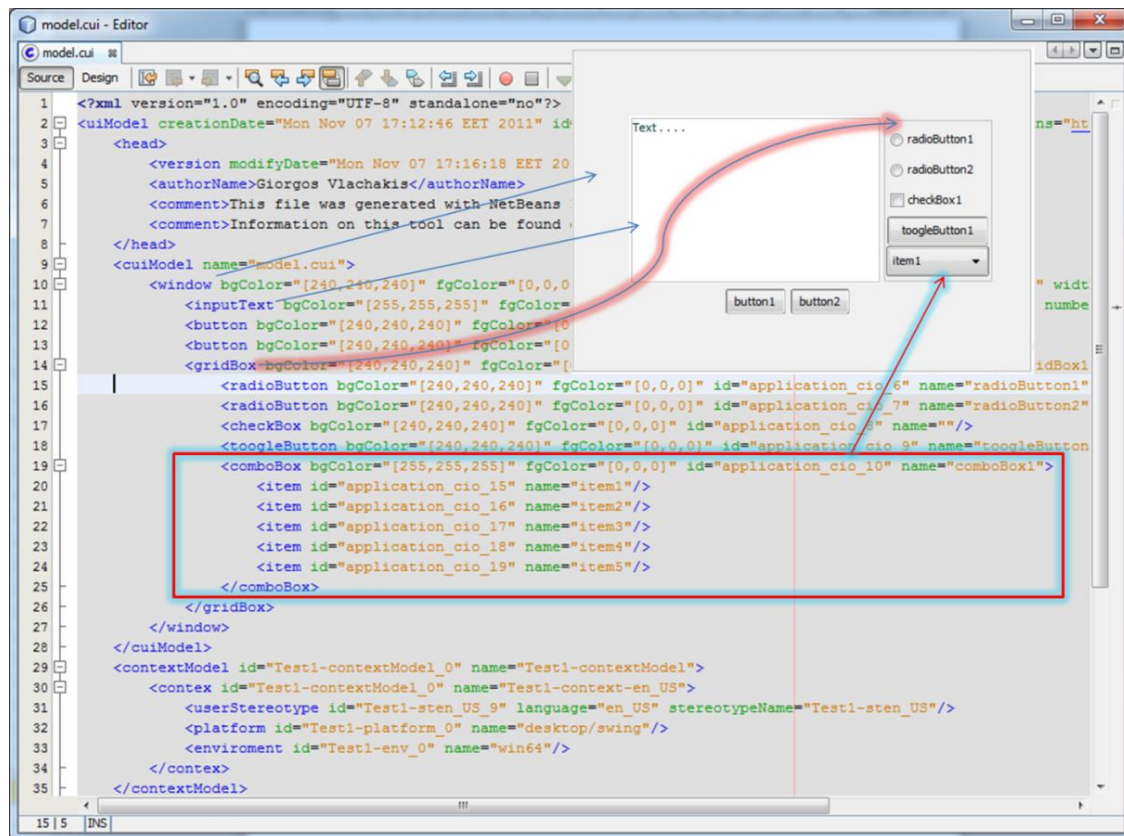 model.cui - Editor
model.cui
Source Design
1 <?xml version="1.0" encoding="UTF-8" standalone="no"?>
2 <uiModel creationDate="Mon Nov 07 17:12:46 EET 2011" id ns="ht
3 <head>
4 <version modifyDate="Mon Nov 07 17:16:18 EET 20
5 <authorName>Giorgos Vlachakis</authorName>
6 <comment>This file was generated with NetBeans
7 <comment>Information on this tool can be found
8 </head>
9 <cuiModel name="model.cui">
10 <window bgColor="[240,240,240]" fgColor="[0,0,0 " widt
11 <inputText bgColor="[255,255,255]" fgColor= numbe
12 <button bgColor="[240,240,240]" fgColor="[0
13 <button bgColor="[240,240,240]" fgColor="[0
14 <gridBox bgColor="[240,240,240]" fgColor="[ idBox1
15 <radioButton bgColor="[240,240,240]" fgColor="[0,0,0]" id="application_cio_6" name="radioButton1"
16 <radioButton bgColor="[240,240,240]" fgColor="[0,0,0]" id="application_cio_7" name="radioButton2"
17 <checkBox bgColor="[240,240,240]" fgColor="[0,0,0]" id="application_cio_8" name=""/>
18 <toogleButton bgColor="[240,240,240]" fgColor="[0,0,0]" id="application_cio_9" name="toogleButton
19 <comboBox bgColor="[255,255,255]" fgColor="[0,0,0]" id="application_cio_10" name="comboBox1">
20 <item id="application_cio_15" name="item1"/>
21 <item id="application_cio_16" name="item2"/>
22 <item id="application_cio_17" name="item3"/>
23 <item id="application_cio_18" name="item4"/>
24 <item id="application_cio_19" name="item5"/>
25 </comboBox>
26 </gridBox>
27 </window>
28 </cuiModel>
29 <contextModel id="Test1-contextModel_0" name="Test1-contextModel">
30 <contex id="Test1-contextModel_0" name="Test1-context-en_US">
31 <userStereotype id="Test1-sten_US_9" language="en_US" stereotypeName="Test1-sten_US"/>
32 <platform id="Test1-platform_0" name="desktop/swing"/>
33 <enviroment id="Test1-env_0" name="win64"/>
34 </contex>
35 </contextModel>
Text....
radioButton1
radioButton2
checkBox1
toogleButton1
item1
button1 button2
15 | 5 INS